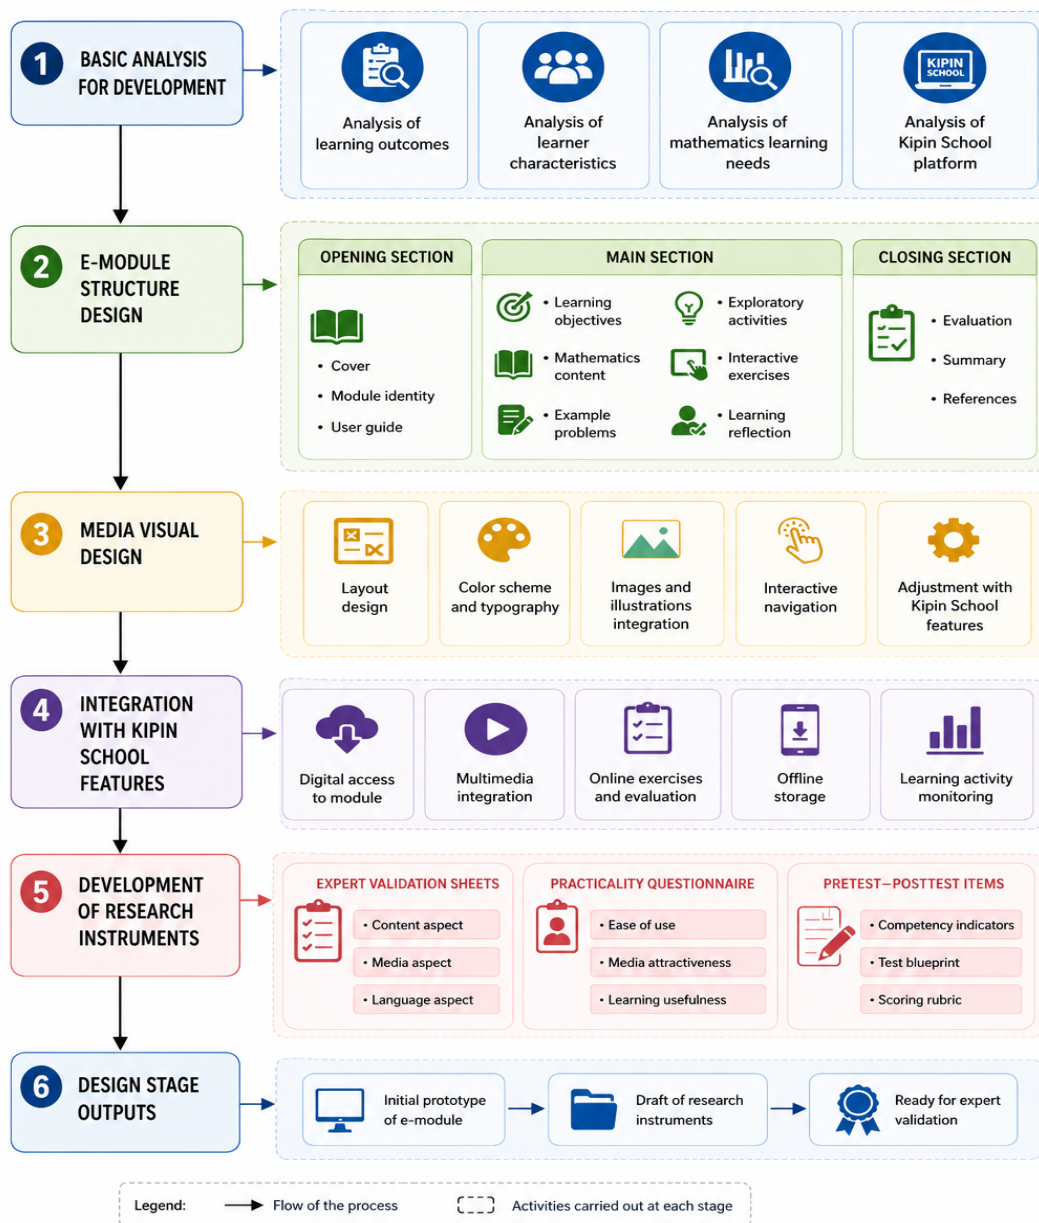 1
BASIC ANALYSIS
FOR DEVELOPMENT
Analysis of
learning outcomes
Analysis of
learner
characteristics
Analysis of
mathematics learning
needs
KIPIN
SCHOOL
Analysis of
Kipin School
platform
2
E-MODULE
STRUCTURE
DESIGN
OPENING SECTION
• Cover
• Module identity
• User guide
MAIN SECTION
• Learning
objectives
• Mathematics
content
• Example
problems
• Exploratory
activities
• Interactive
exercises
• Learning
reflection
CLOSING SECTION
• Evaluation
• Summary
• References
3
MEDIA VISUAL
DESIGN
Layout
design
Color scheme
and typography
Images and
illustrations
integration
Interactive
navigation
Adjustment with
Kipin School
features
4
INTEGRATION
WITH KIPIN
SCHOOL
FEATURES
Digital access
to module
Multimedia
integration
Online exercises
and evaluation
Offline
storage
Learning activity
monitoring
5
DEVELOPMENT
OF RESEARCH
INSTRUMENTS
EXPERT VALIDATION SHEETS
• Content aspect
• Media aspect
• Language aspect
PRACTICALITY QUESTIONNAIRE
• Ease of use
• Media attractiveness
• Learning usefulness
PRETEST–POSTTEST ITEMS
• Competency indicators
• Test blueprint
• Scoring rubric
6
DESIGN STAGE
OUTPUTS
Initial prototype
of e-module
Draft of research
instruments
Ready for expert
validation
Legend:
Flow of the process
Activities carried out at each stage